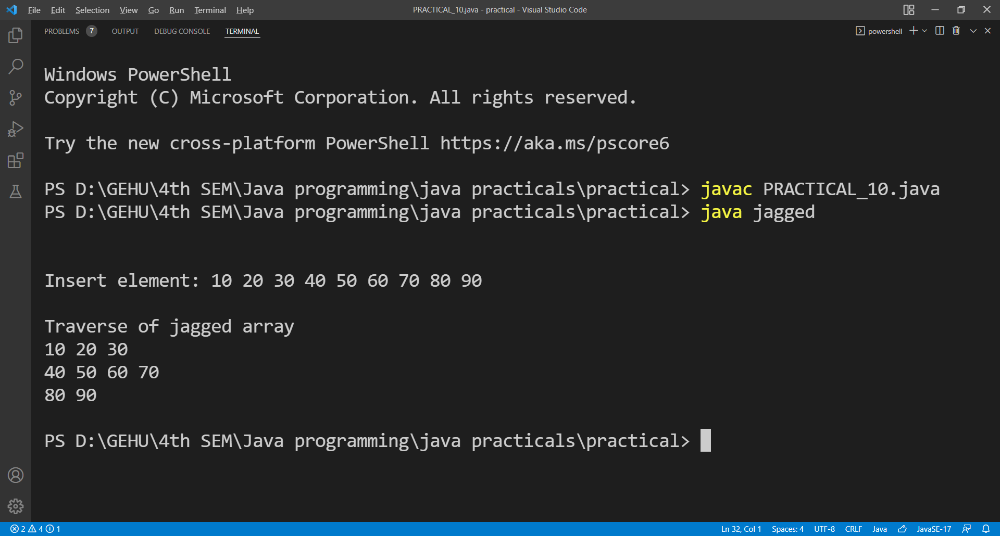 File Edit Selection View Go Run Terminal Help PRACTICAL_10.java - practical - Visual Studio Code
PROBLEMS 7 OUTPUT DEBUG CONSOLE TERMINAL powershell
Windows PowerShell
Copyright (C) Microsoft Corporation. All rights reserved.
Try the new cross-platform PowerShell https://aka.ms/pscore6
PS D:\GEHU\4th SEM\Java programming\java practicals\practical> javac PRACTICAL_10.java
PS D:\GEHU\4th SEM\Java programming\java practicals\practical> java jagged
Insert element: 10 20 30 40 50 60 70 80 90
Traverse of jagged array
10 20 30
40 50 60 70
80 90
PS D:\GEHU\4th SEM\Java programming\java practicals\practical>
2 4 1 Ln 32, Col 1 Spaces: 4 UTF-8 CRLF Java JavaSE-17